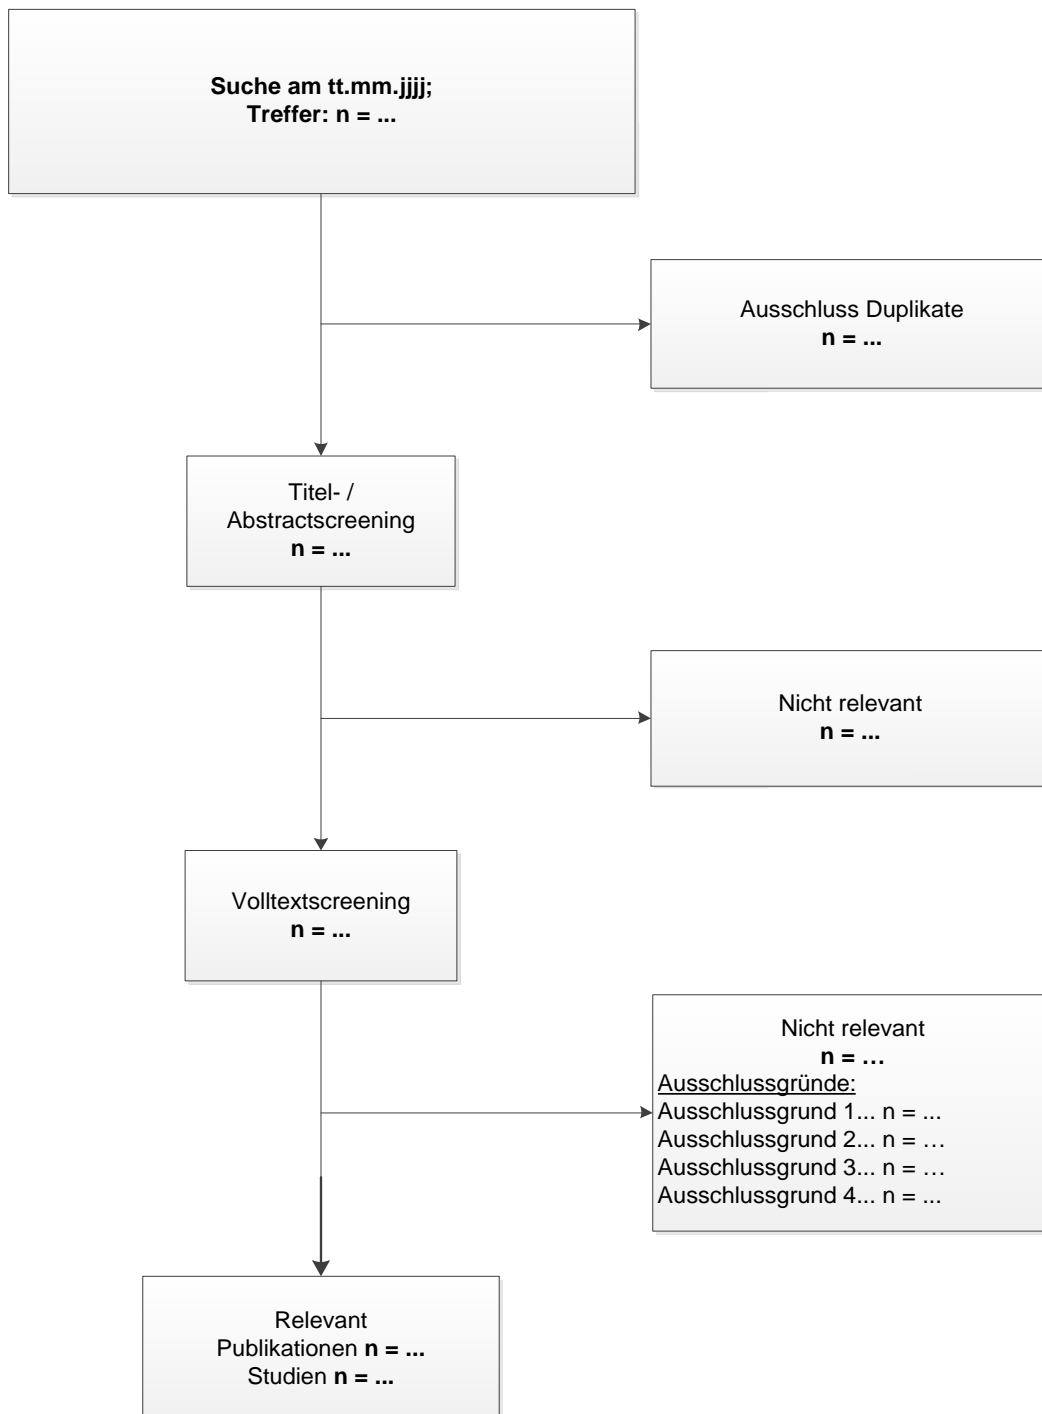 Suche am tt.mm.jjjj;
Treffer: n = ...
Ausschluss Duplikate
n = ...
Titel- /
Abstractscreening
n = ...
Nicht relevant
n = ...
Volltextscreening
n = ...
Nicht relevant
n = …
Ausschlussgründe:
Ausschlussgrund 1... n = ...
Ausschlussgrund 2... n = …
Ausschlussgrund 3... n = …
Ausschlussgrund 4... n = ...
Relevant
Publikationen n = ...
Studien n = ...